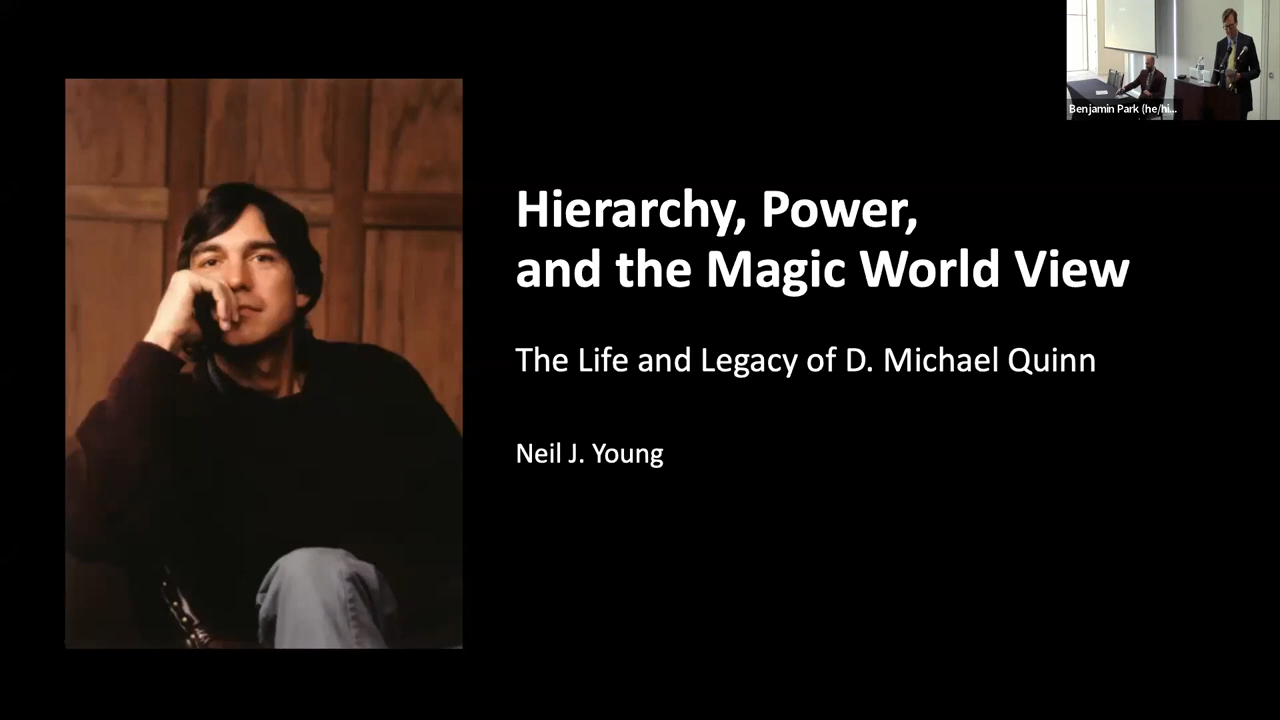 Benjamin Park (he/hi...
Hierarchy, Power,
and the Magic World View
The Life and Legacy of D. Michael Quinn
Neil J. Young